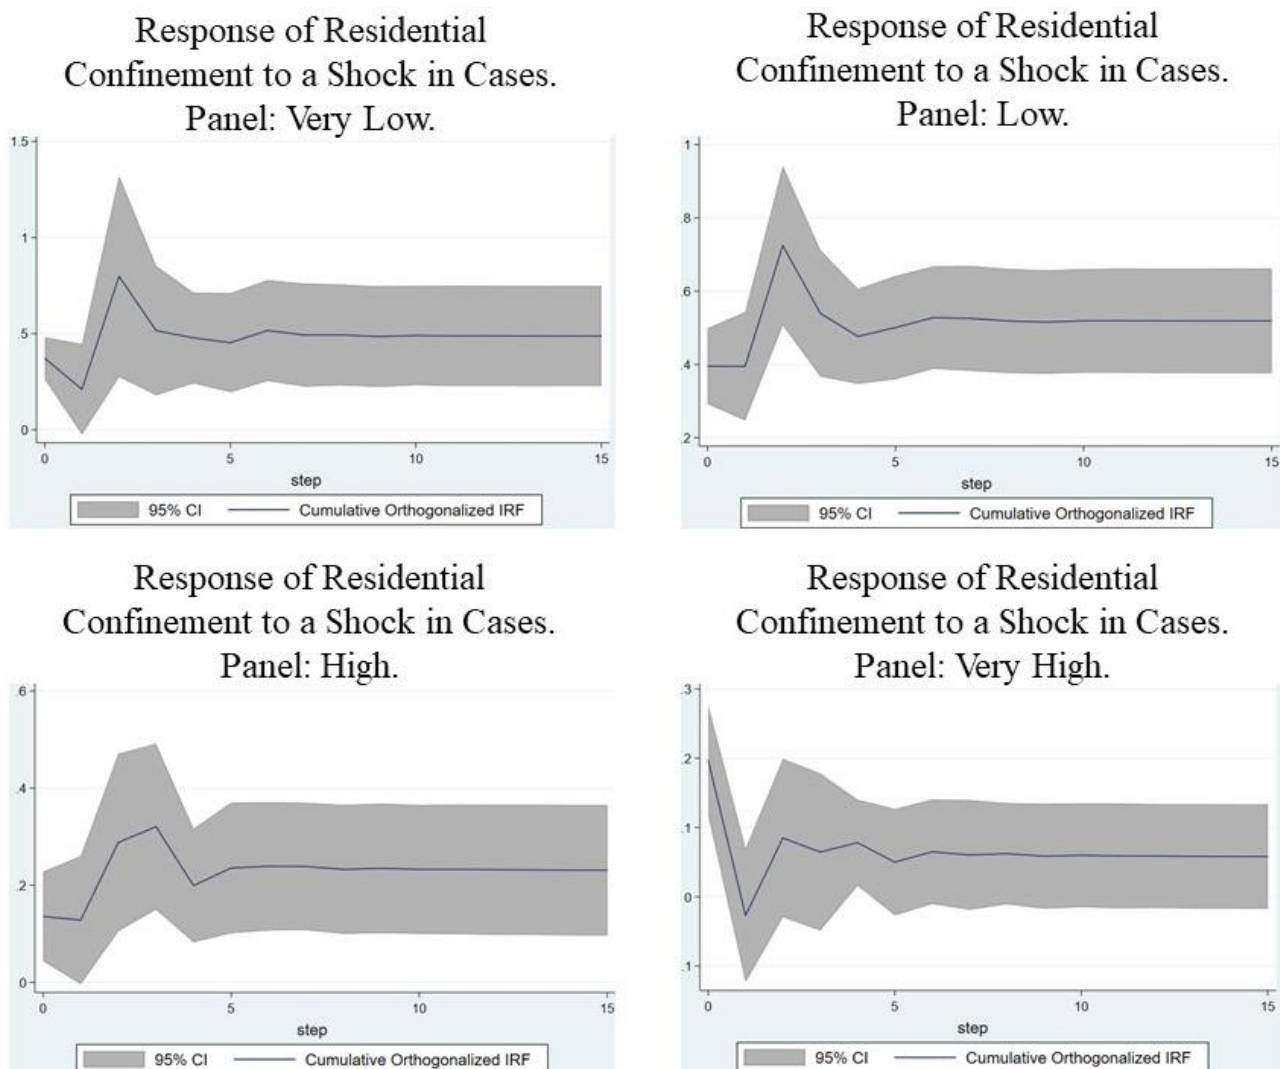 Response of Residential
Confinement to a Shock in Cases.
Panel: Very Low.
1.5
1
.5
0
0 5 10 15
step
95% CI Cumulative Orthogonalized IRF
Response of Residential
Confinement to a Shock in Cases.
Panel: Low.
1
.8
.6
.4
.2
0 5 10 15
step
95% CI Cumulative Orthogonalized IRF
Response of Residential
Confinement to a Shock in Cases.
Panel: High.
.6
.4
.2
0
0 5 10 15
step
95% CI Cumulative Orthogonalized IRF
Response of Residential
Confinement to a Shock in Cases.
Panel: Very High.
.3
.2
.1
0
.1
0 5 10 15
step
95% CI Cumulative Orthogonalized IRF